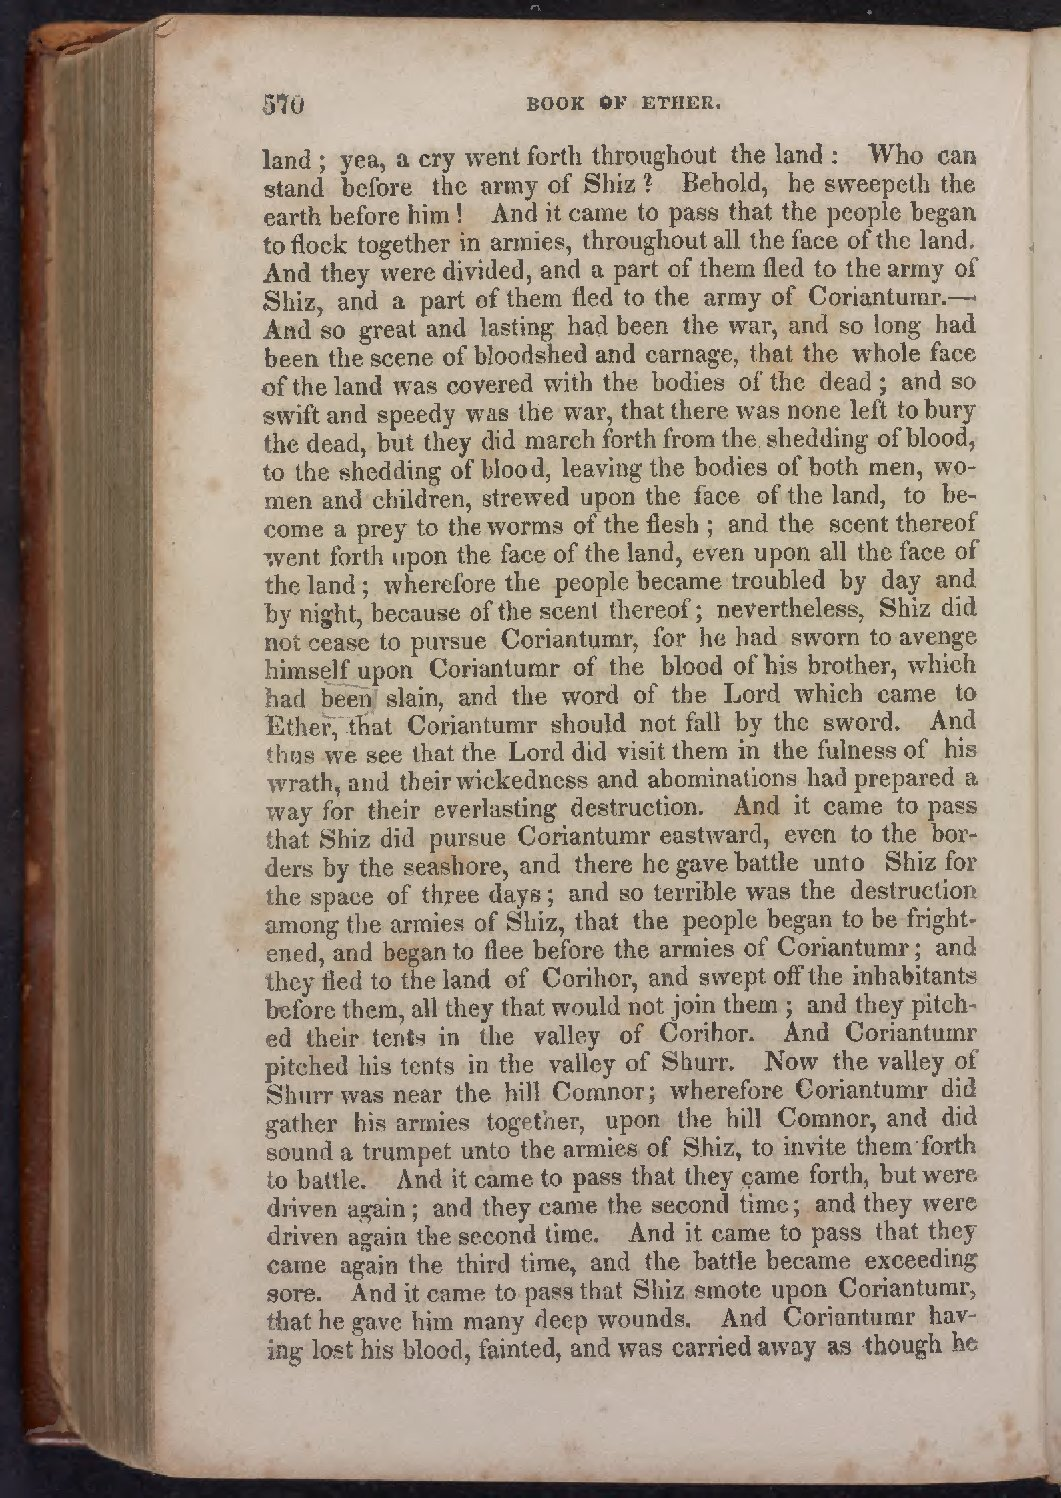 570 BOOK OF ETHER.
land ; yea, a cry went forth throughout the land : Who can
stand before the army of Shiz ? Behold, he sweepeth the
earth before him ! And it came to pass that the people began
to flock together in armies, throughout all the face of the land.
And they were divided, and a part of them fled to the army of
Shiz, and a part of them fled to the army of Coriantumr.—
And so great and lasting had been the war, and so long had
been the scene of bloodshed and carnage, that the whole face
of the land was covered with the bodies of the dead ; and so
swift and speedy was the war, that there was none left to bury
the dead, but they did march forth from the shedding of blood,
to the shedding of blood, leaving the bodies of both men, wo-
men and children, strewed upon the face of the land, to be-
come a prey to the worms of the flesh ; and the scent thereof
went forth upon the face of the land, even upon all the face of
the land ; wherefore the people became troubled by day and
by night, because of the scent thereof ; nevertheless, Shiz did
not cease to pursue Coriantumr, for he had sworn to avenge
himself upon Coriantumr of the blood of his brother, which
had been slain, and the word of the Lord which came to
Ether, that Coriantumr should not fall by the sword. And
thus we see that the Lord did visit them in the fulness of his
wrath, and their wickedness and abominations had prepared a
way for their everlasting destruction. And it came to pass
that Shiz did pursue Coriantumr eastward, even to the bor-
ders by the seashore, and there he gave battle unto Shiz for
the space of three days ; and so terrible was the destruction
among the armies of Shiz, that the people began to be fright-
ened, and began to flee before the armies of Coriantumr ; and
they fled to the land of Corihor, and swept off the inhabitants
before them, all they that would not join them ; and they pitch-
ed their tents in the valley of Corihor. And Coriantumr
pitched his tents in the valley of Shurr. Now the valley of
Shurr was near the hill Comnor ; wherefore Coriantumr did
gather his armies together, upon the hill Comnor, and did
sound a trumpet unto the armies of Shiz, to invite them forth
to battle. And it came to pass that they came forth, but were
driven again ; and they came the second time ; and they were
driven again the second time. And it came to pass that they
came again the third time, and the battle became exceeding
sore. And it came to pass that Shiz smote upon Coriantumr,
that he gave him many deep wounds. And Coriantumr hav-
ing lost his blood, fainted, and was carried away as though he